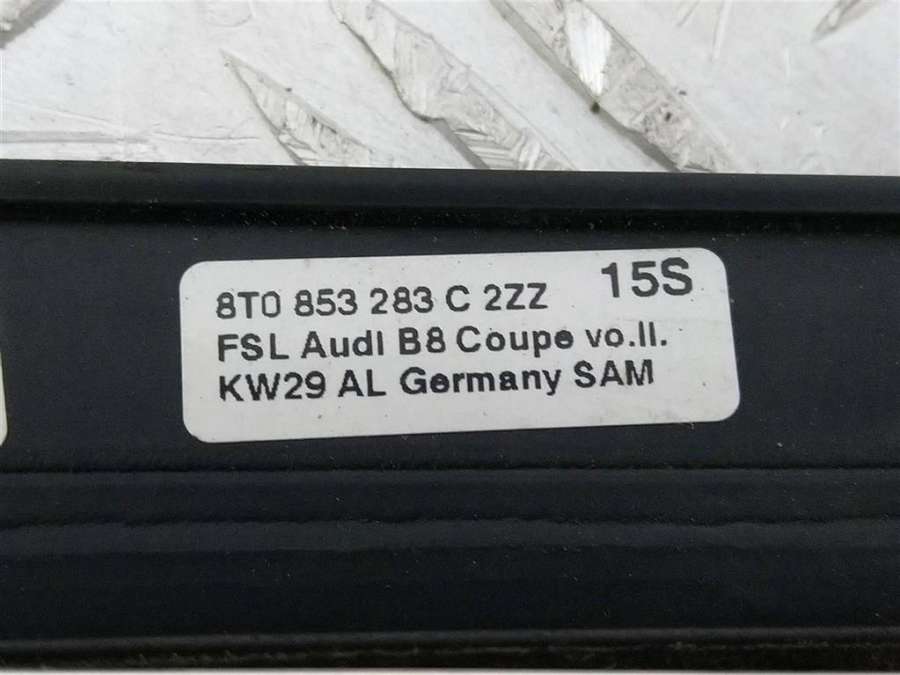 8T0 853 283 C 2ZZ 15S
FSL Audi B8 Coupe vo.li.
KW29 AL Germany SAM